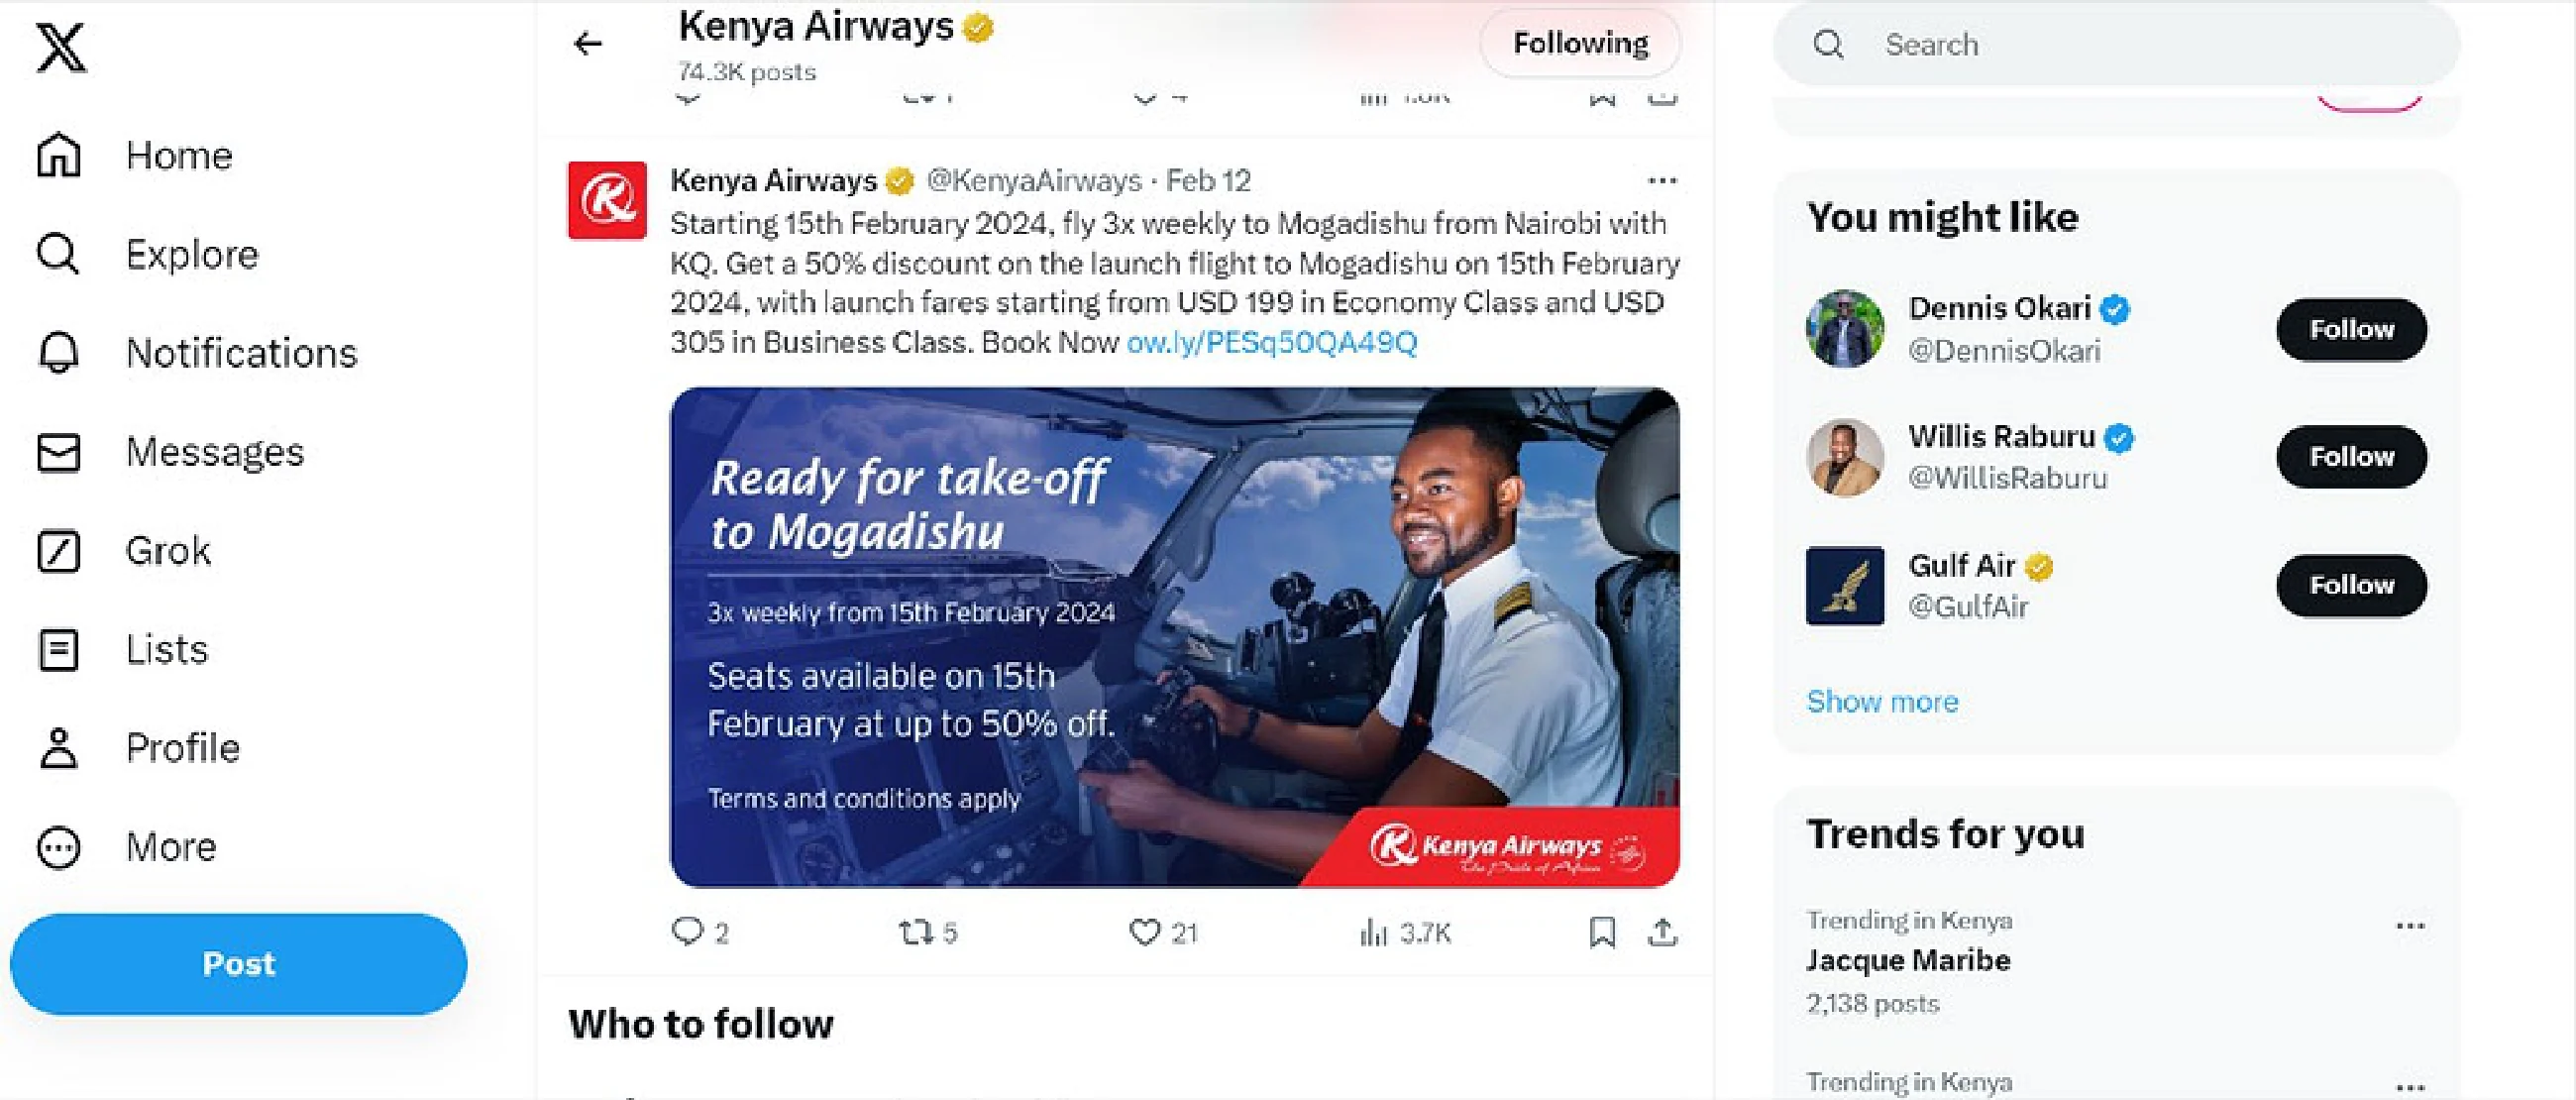 Home
Explore
Notifications
Messages
Grok
Lists
Profile
More
Post
Kenya Airways
74.3K posts
Following
Kenya Airways @KenyaAirways · Feb 12
Starting 15th February 2024, fly 3x weekly to Mogadishu from Nairobi with
KQ. Get a 50% discount on the launch flight to Mogadishu on 15th February
2024, with launch fares starting from USD 199 in Economy Class and USD
305 in Business Class. Book Now ow.ly/PESq50QA49Q
Ready for take-off
to Mogadishu
3x weekly from 15th February 2024
Seats available on 15th
February at up to 50% off.
Terms and conditions apply
Kenya Airways
The Pride of Africa
2 5 21 3.7K
Who to follow
Search
You might like
Dennis Okari
@DennisOkari
Follow
Willis Raburu
@WillisRaburu
Follow
Gulf Air
@GulfAir
Follow
Show more
Trends for you
Trending in Kenya
Jacque Maribe
2,138 posts
Trending in Kenya